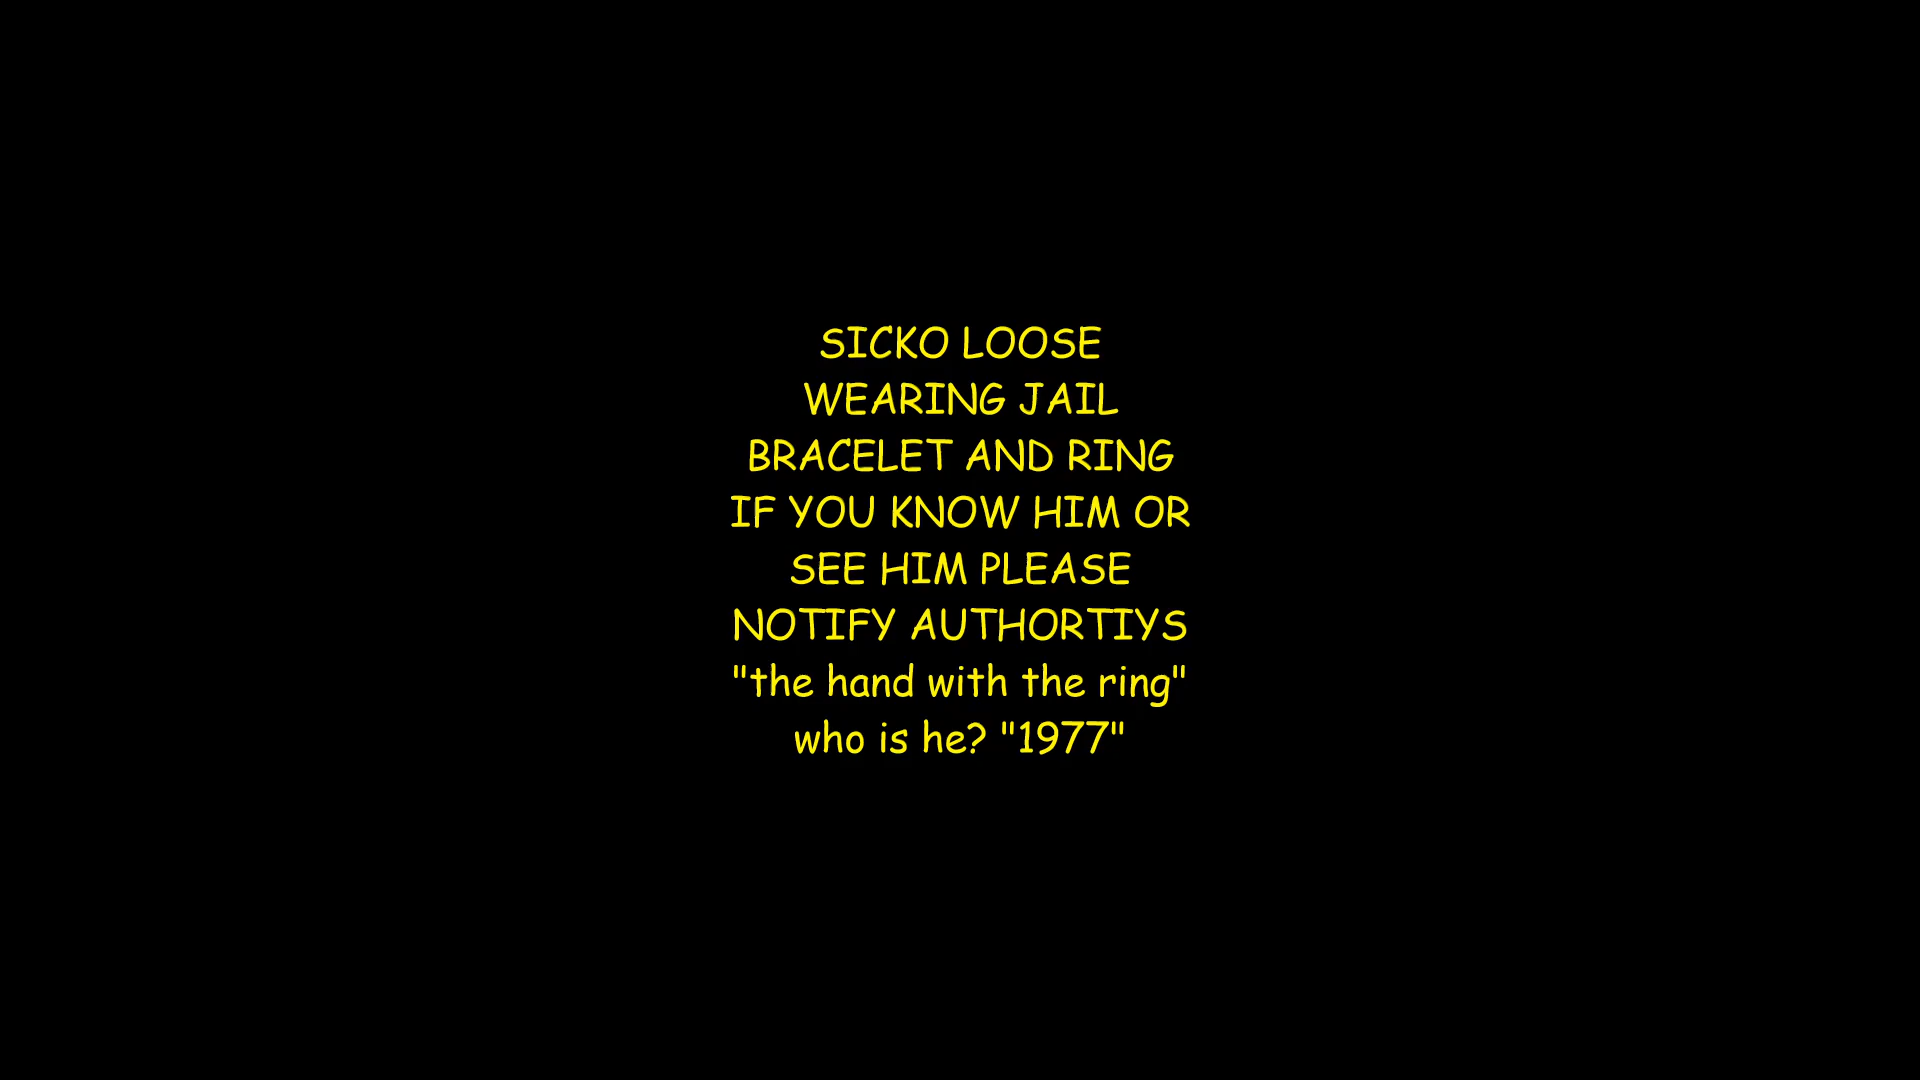 SICKO LOOSE
WEARING JAIL
BRACELET AND RING
IF YOU KNOW HIM OR
SEE HIM PLEASE
NOTIFY AUTHORTIYS
"the hand with the ring"
who is he? "1977"